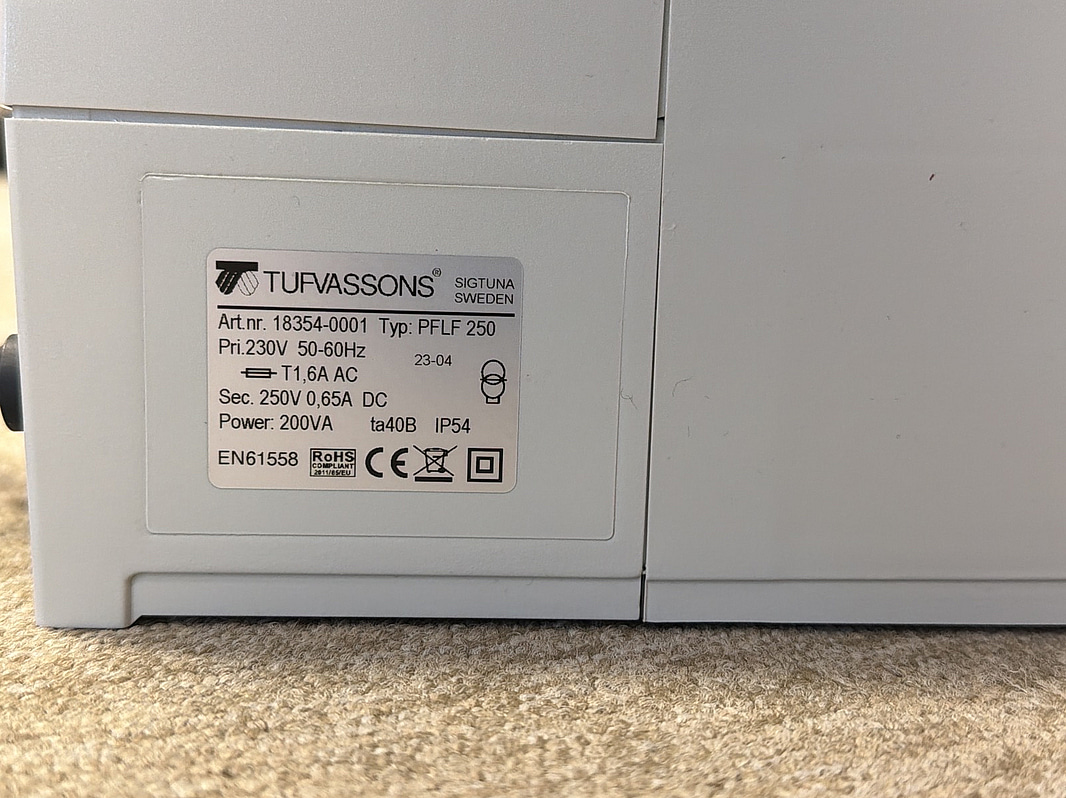 TUFVASSONS® SIGTUNA
SWEDEN
Art.nr. 18354-0001 Typ: PFLF 250
Pri.230V 50-60Hz
23-04
T1,6A AC
Sec. 250V 0,65A DC
Power: 200VA ta40B IP54
EN61558 RoHS
COMPLIANT
2011/65/EU
CE